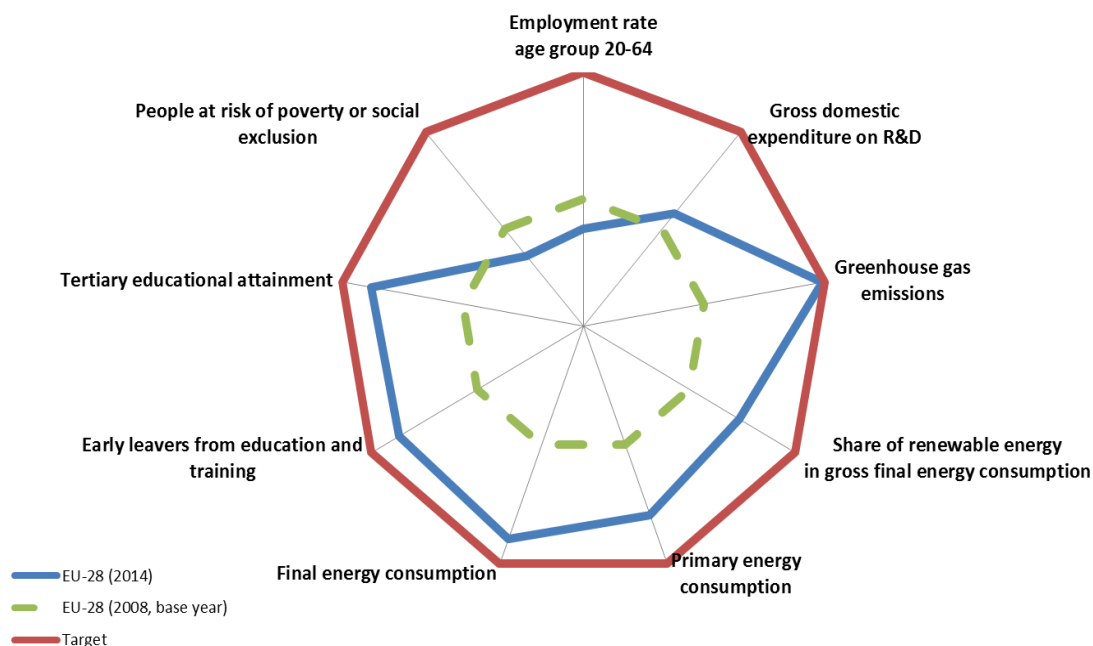 Employment rate
age group 20-64
People at risk of poverty or social
exclusion
Gross domestic
expenditure on R&D
Tertiary educational attainment
Greenhouse gas
emissions
Early leavers from education and
training
Share of renewable energy
in gross final energy consumption
Final energy consumption
Primary energy
consumption
EU-28 (2014)
EU-28 (2008, base year)
Target